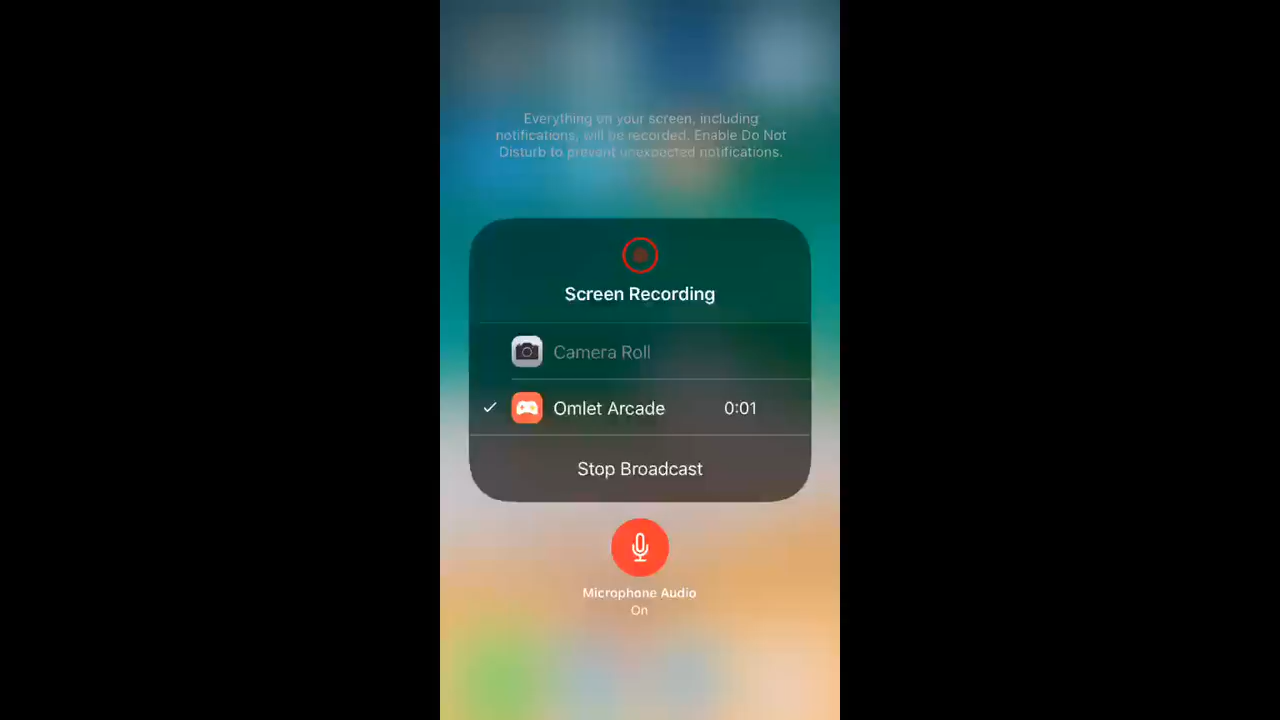 Everything on your screen, including
notifications, will be recorded. Enable Do Not
Disturb to prevent unexpected notifications.
Screen Recording
Camera Roll
Omlet Arcade 0:01
Stop Broadcast
Microphone Audio
On